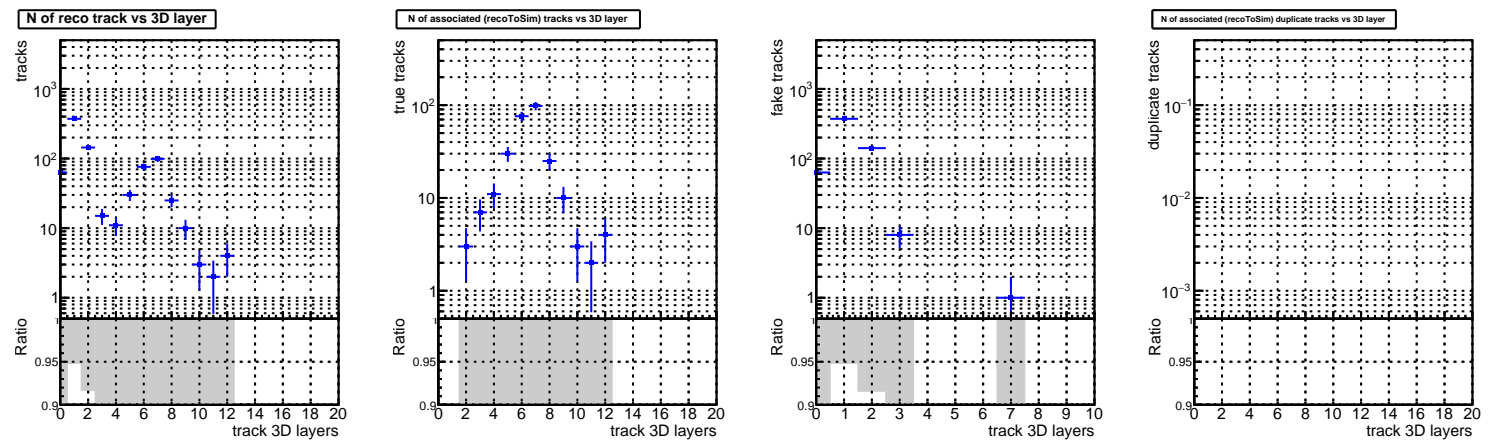 N of reco track vs 3D layer
tracks
10³
10²
10
1
Ratio
1
0.95
0.9
0 2 4 6 8 10 12 14 16 18 20
track 3D layers
N of associated (recoToSim) tracks vs 3D layer
true tracks
10²
10
1
Ratio
1
0.95
0.9
0 2 4 6 8 10 12 14 16 18 20
track 3D layers
fake tracks
10³
10²
10
1
Ratio
1
0.95
0.9
0 1 2 3 4 5 6 7 8 9 10
track 3D layers
N of associated (recoToSim) duplicate tracks vs 3D layer
duplicate tracks
10⁻¹
10⁻²
10⁻³
Ratio
1
0.95
0.9
0 2 4 6 8 10 12 14 16 18 20
track 3D layers